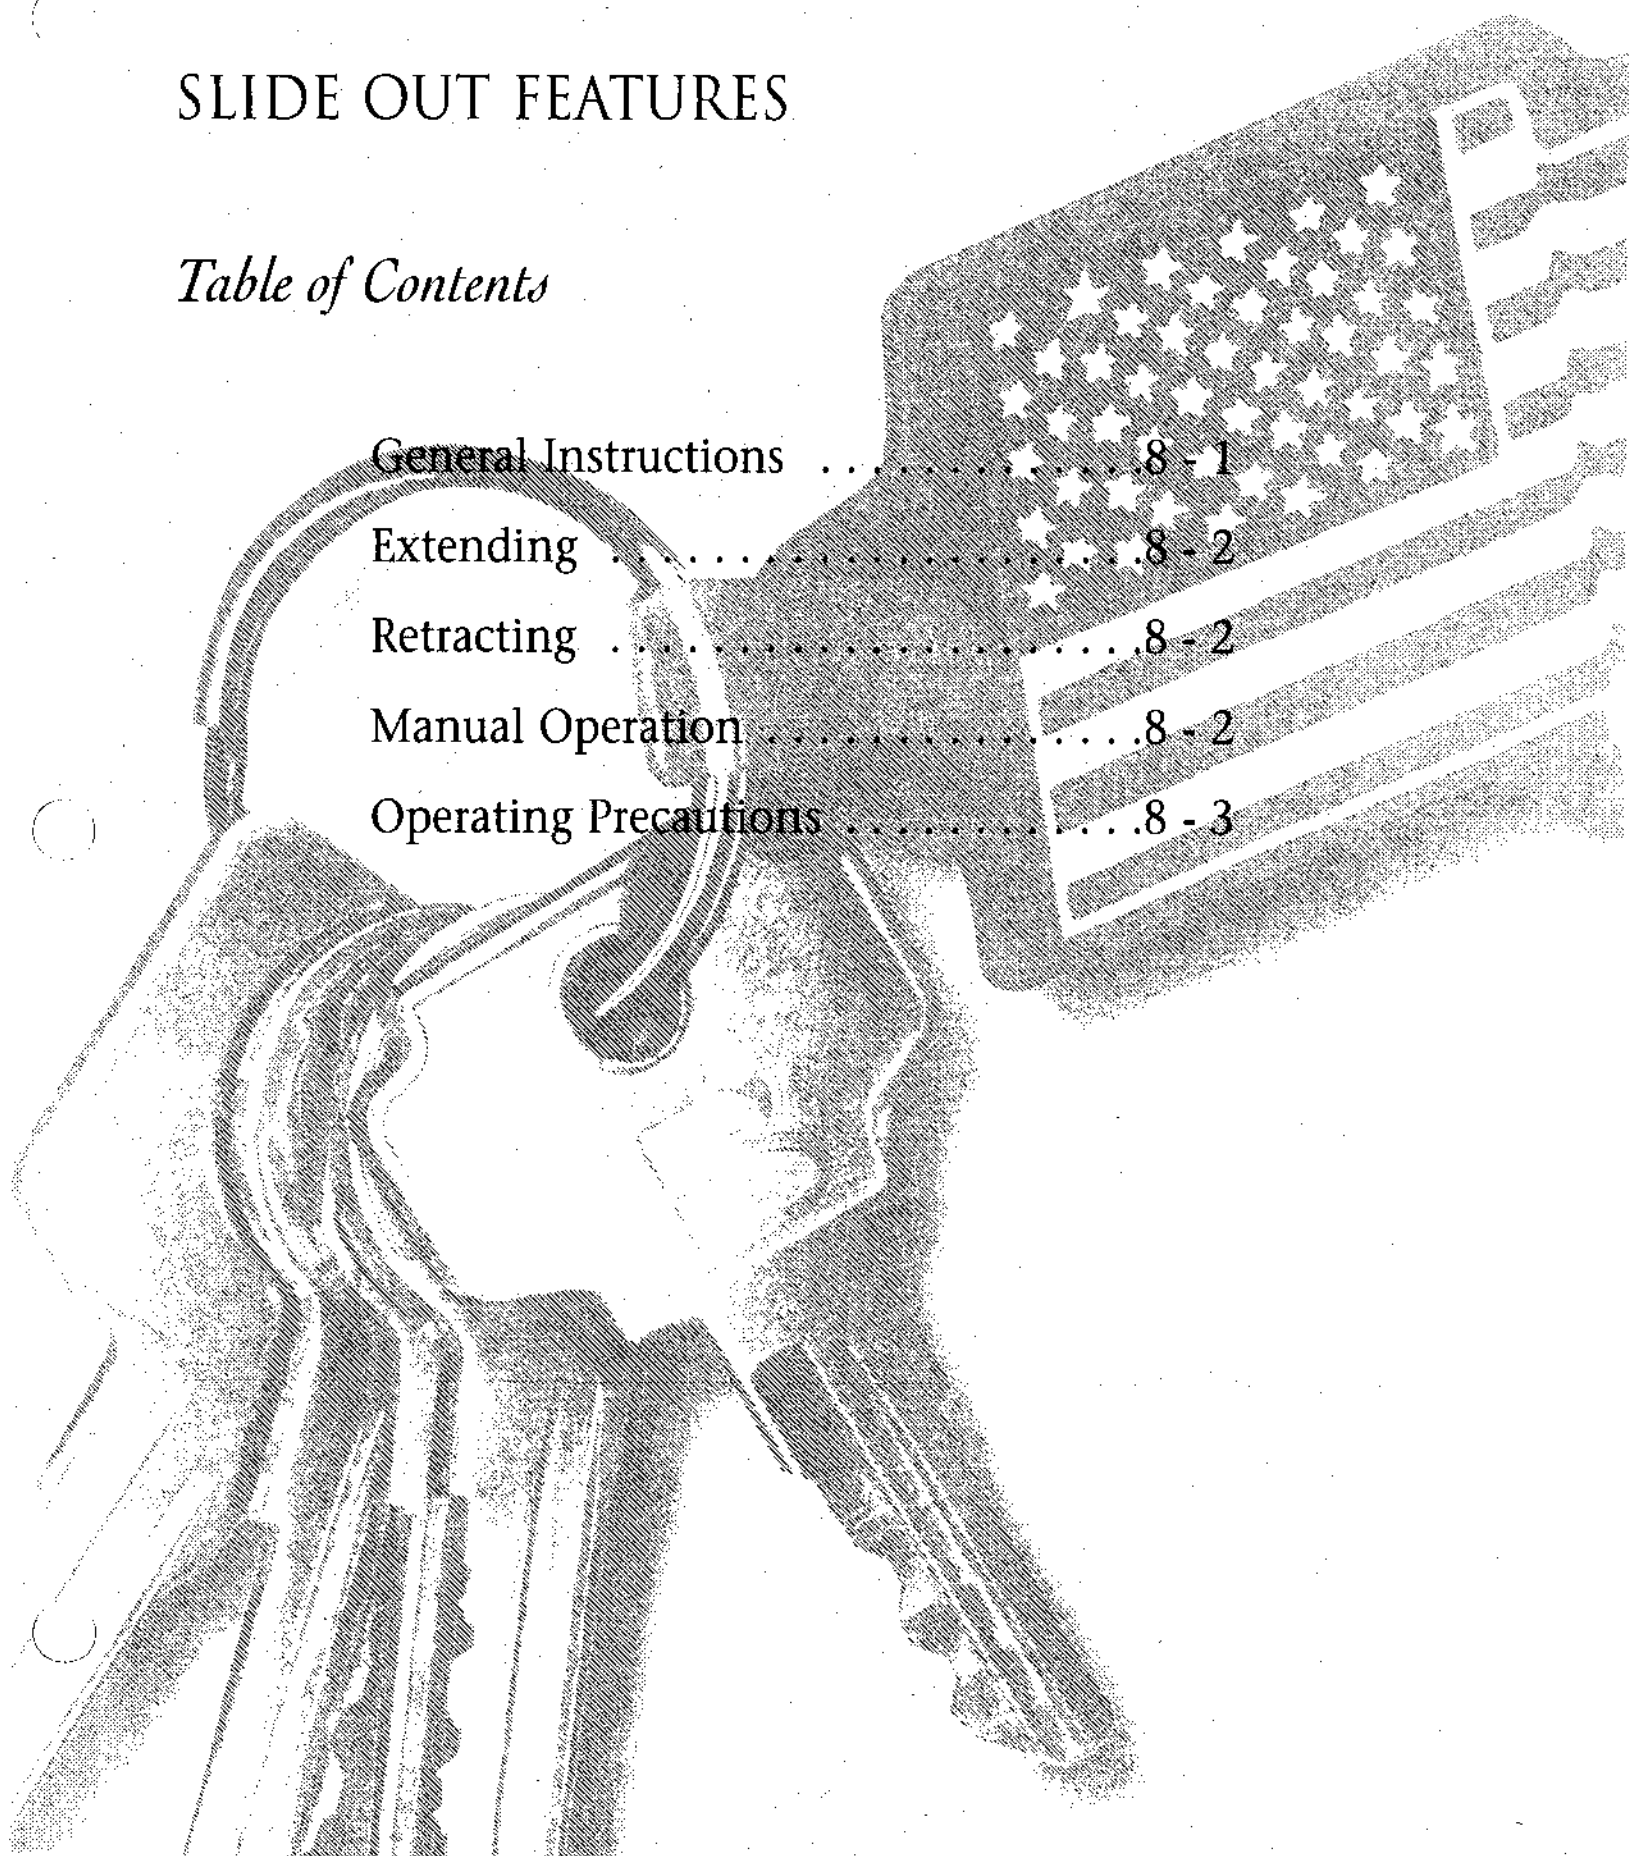 SLIDE OUT FEATURES
Table of Contents
General Instructions . . . . . . . . . . . . .8 - 1
Extending . . . . . . . . . . . . . . . . . . . . .8 - 2
Retracting . . . . . . . . . . . . . . . . . . . . .8 - 2
Manual Operation . . . . . . . . . . . . . . .8 - 2
Operating Precautions . . . . . . . . . . . .8 - 3